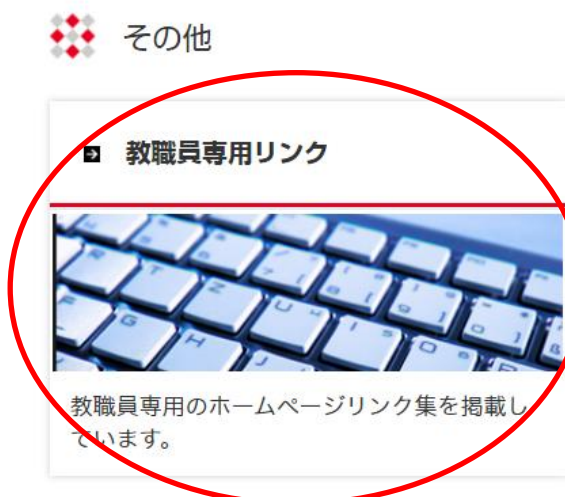 その他
教職員専用リンク
教職員専用のホームページリンク集を掲載し
ています。